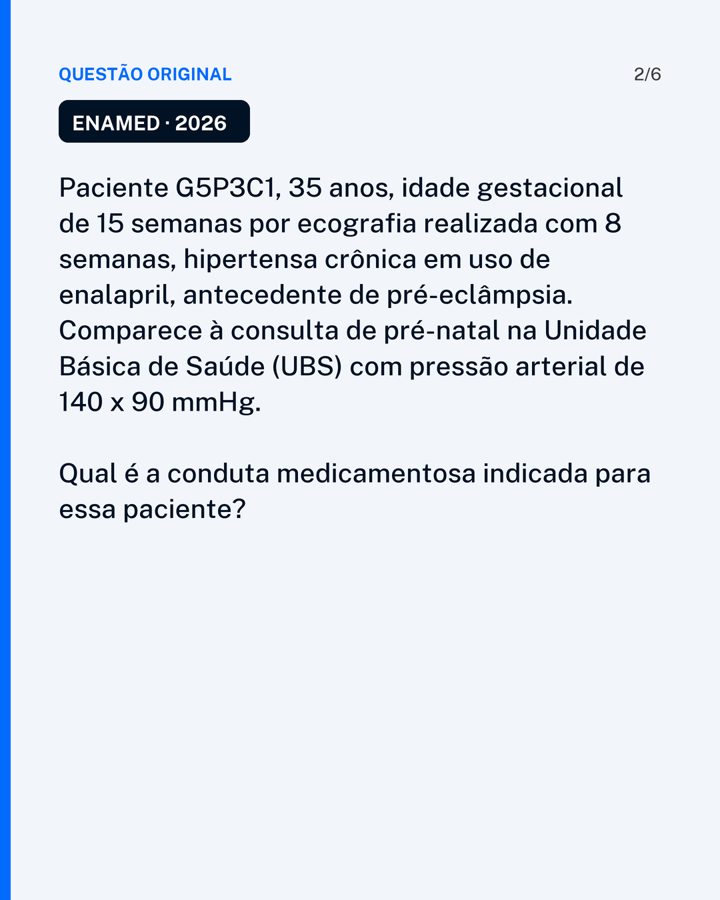 QUESTÃO ORIGINAL
2/6
ENAMED · 2026
Paciente G5P3C1, 35 anos, idade gestacional
de 15 semanas por ecografia realizada com 8
semanas, hipertensa crônica em uso de
enalapril, antecedente de pré-eclâmpsia.
Comparece à consulta de pré-natal na Unidade
Básica de Saúde (UBS) com pressão arterial de
140 x 90 mmHg.
Qual é a conduta medicamentosa indicada para
essa paciente?